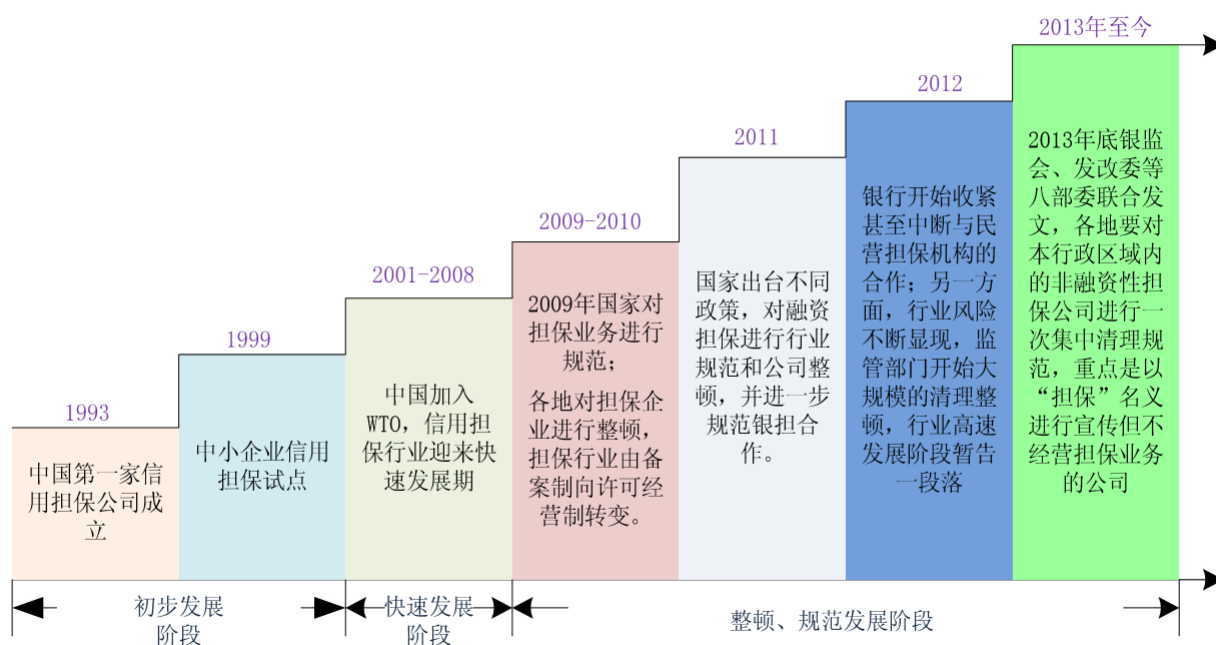 1993
中国第一家信
用担保公司成
立
1999
中小企业信用
担保试点
2001-2008
中国加入
WTO，信用担
保行业迎来快
速发展期
2009-2010
2009年国家对
担保业务进行
规范；
各地对担保企
业进行整顿，
担保行业由备
案制向许可经
营制转变。
2011
国家出台不同
政策，对融资
担保进行行业
规范和公司整
顿，并进一步
规范银担合
作。
2012
银行开始收紧
甚至中断与民
营担保机构的
合作；另一方
面，行业风险
不断显现，监
管部门开始大
规模的清理整
顿，行业高速
发展阶段暂告
一段落
2013年至今
2013年底银监
会、发改委等
八部委联合发
文，各地要对
本行政区域内
的非融资性担
保公司进行一
次集中清理规
范，重点是以
“担保”名义
进行宣传但不
经营担保业务
的公司
初步发展
阶段
快速发展
阶段
整顿、规范发展阶段